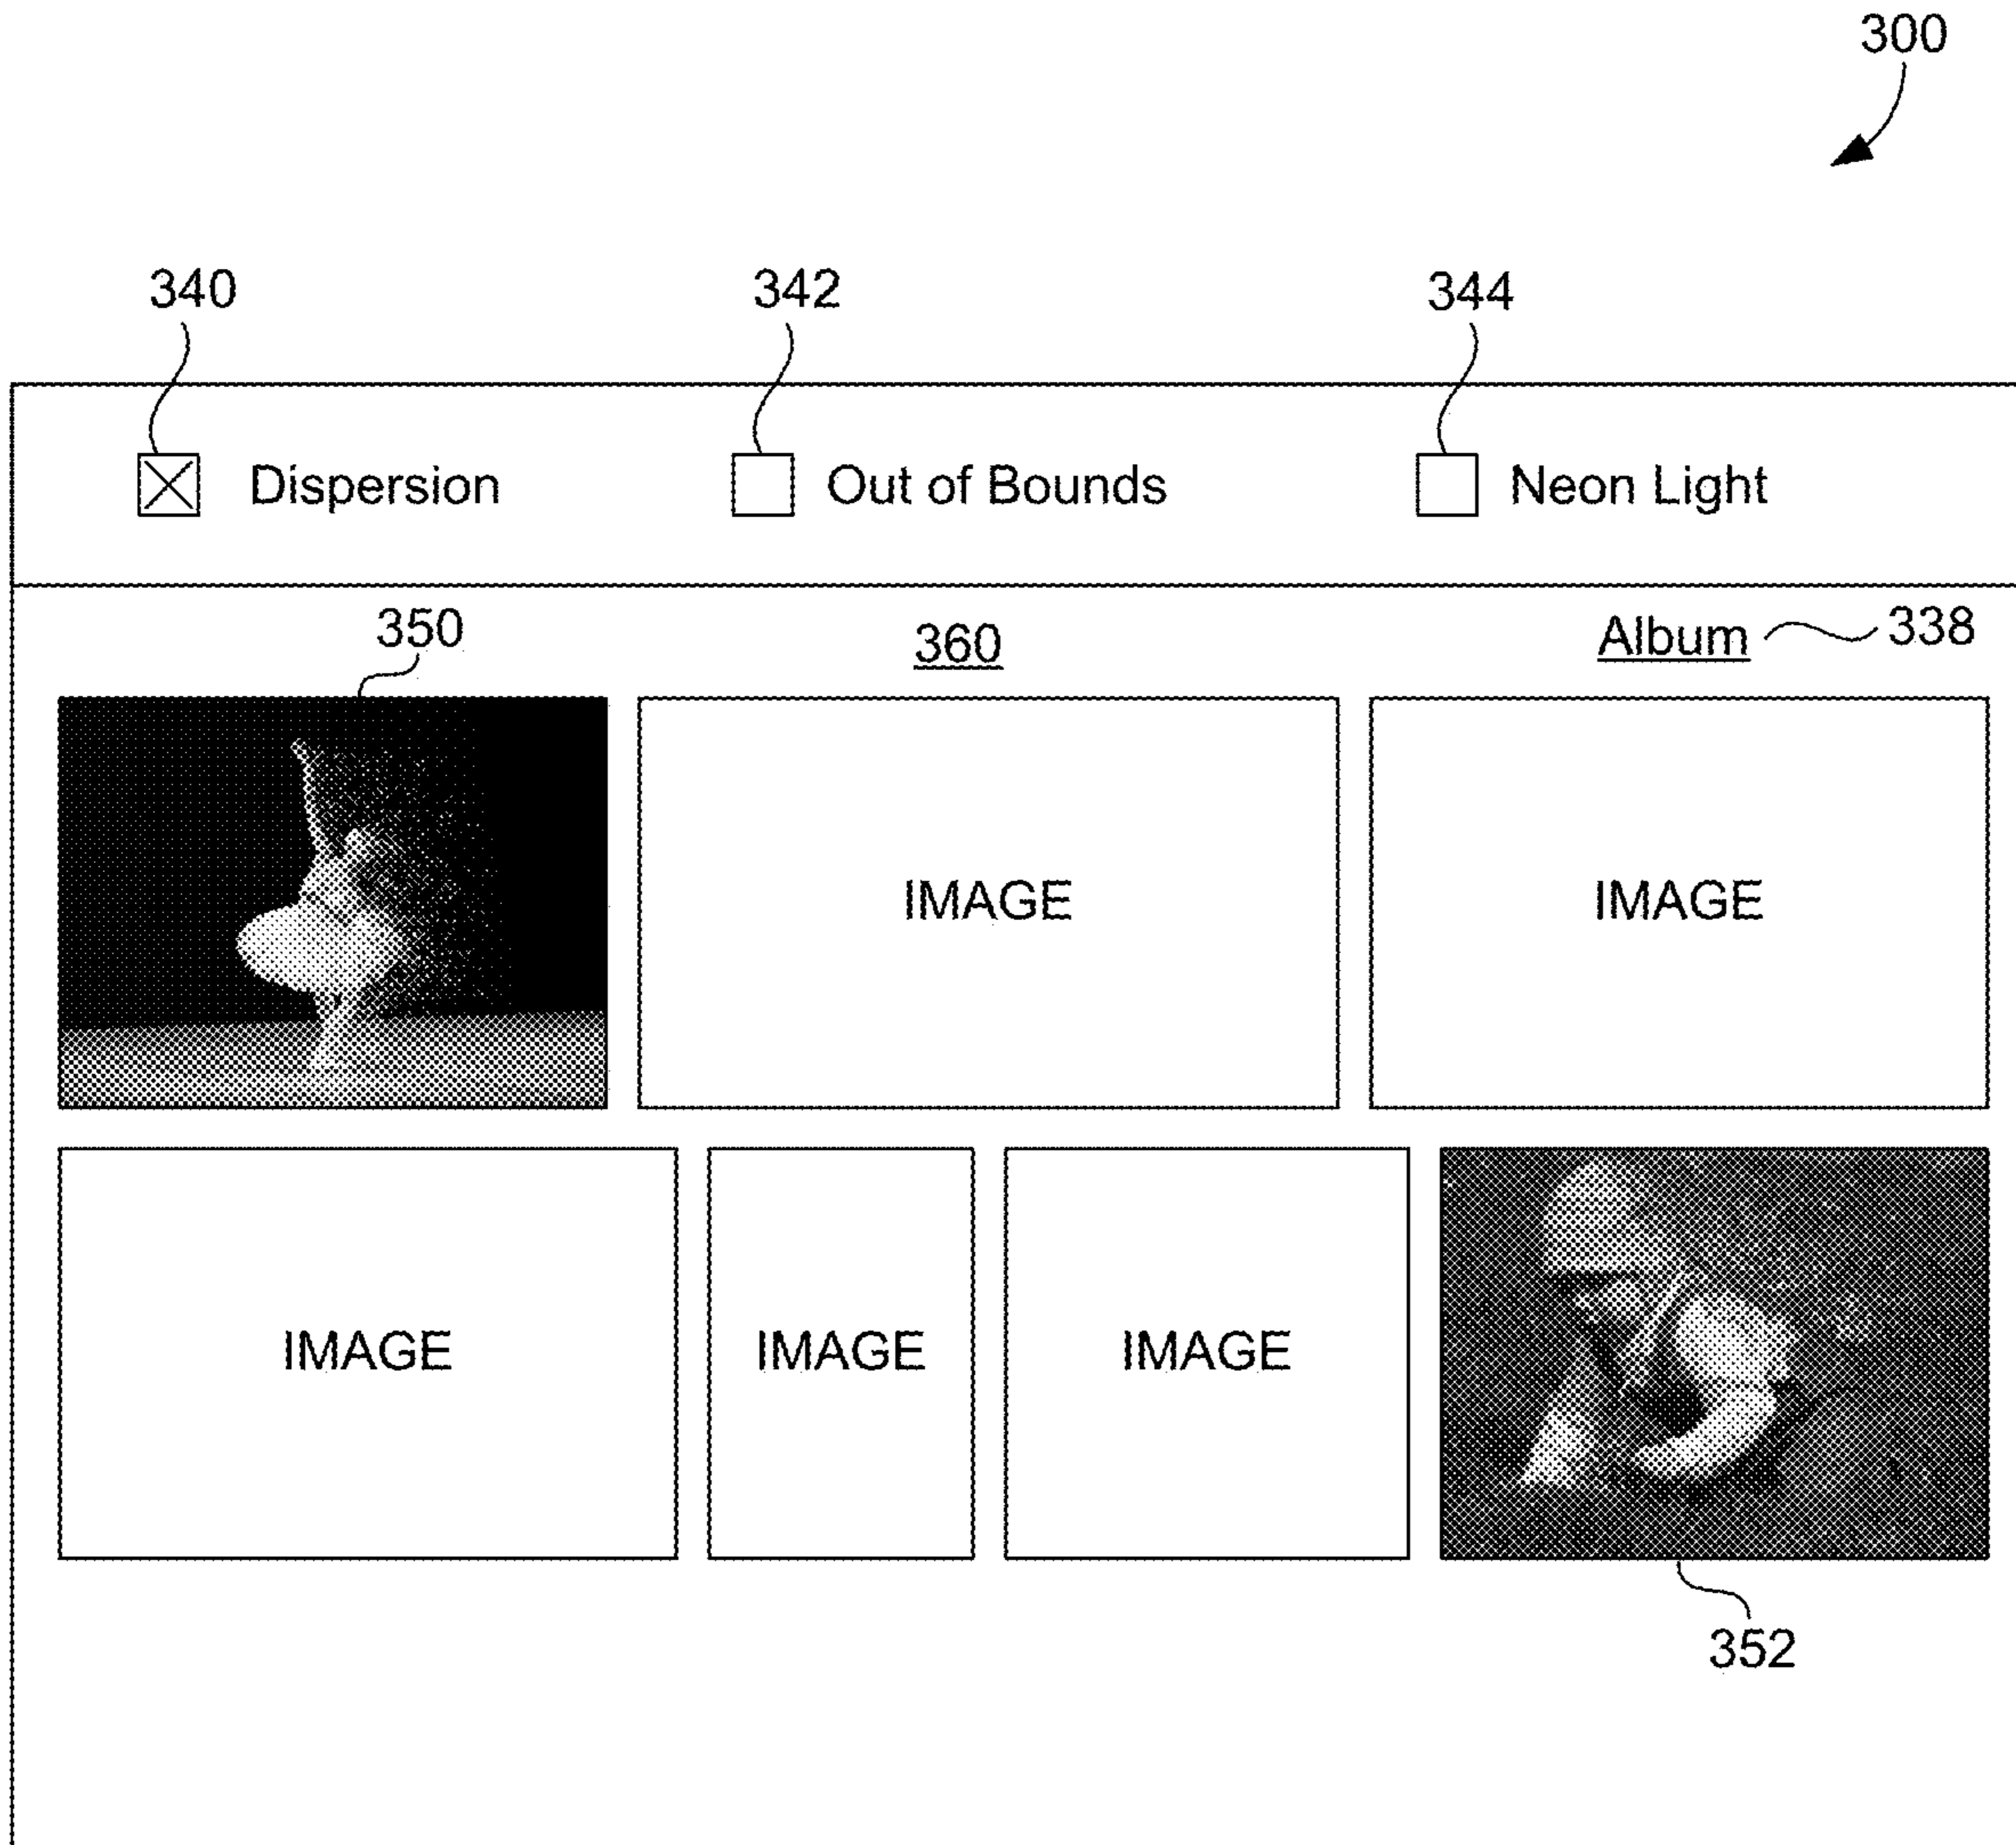 300
340 342 344
Dispersion Out of Bounds Neon Light
350 360 Album 338
IMAGE IMAGE
IMAGE IMAGE IMAGE
352